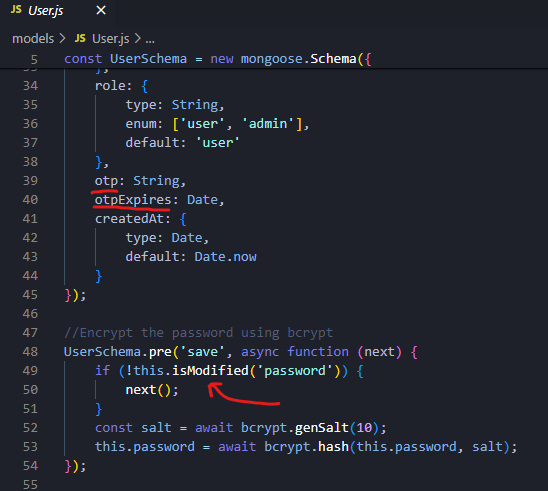 JS User.js ×
models > JS User.js > ...
5 const UserSchema = new mongoose.Schema({
33 },
34 role: {
35 type: String,
36 enum: ['user', 'admin'],
37 default: 'user'
38 },
39 otp: String,
40 otpExpires: Date,
41 createdAt: {
42 type: Date,
43 default: Date.now
44 }
45 });
46
47 //Encrypt the password using bcrypt
48 UserSchema.pre('save', async function (next) {
49 if (!this.isModified('password')) {
50 next();
51 }
52 const salt = await bcrypt.genSalt(10);
53 this.password = await bcrypt.hash(this.password, salt);
54 });
55